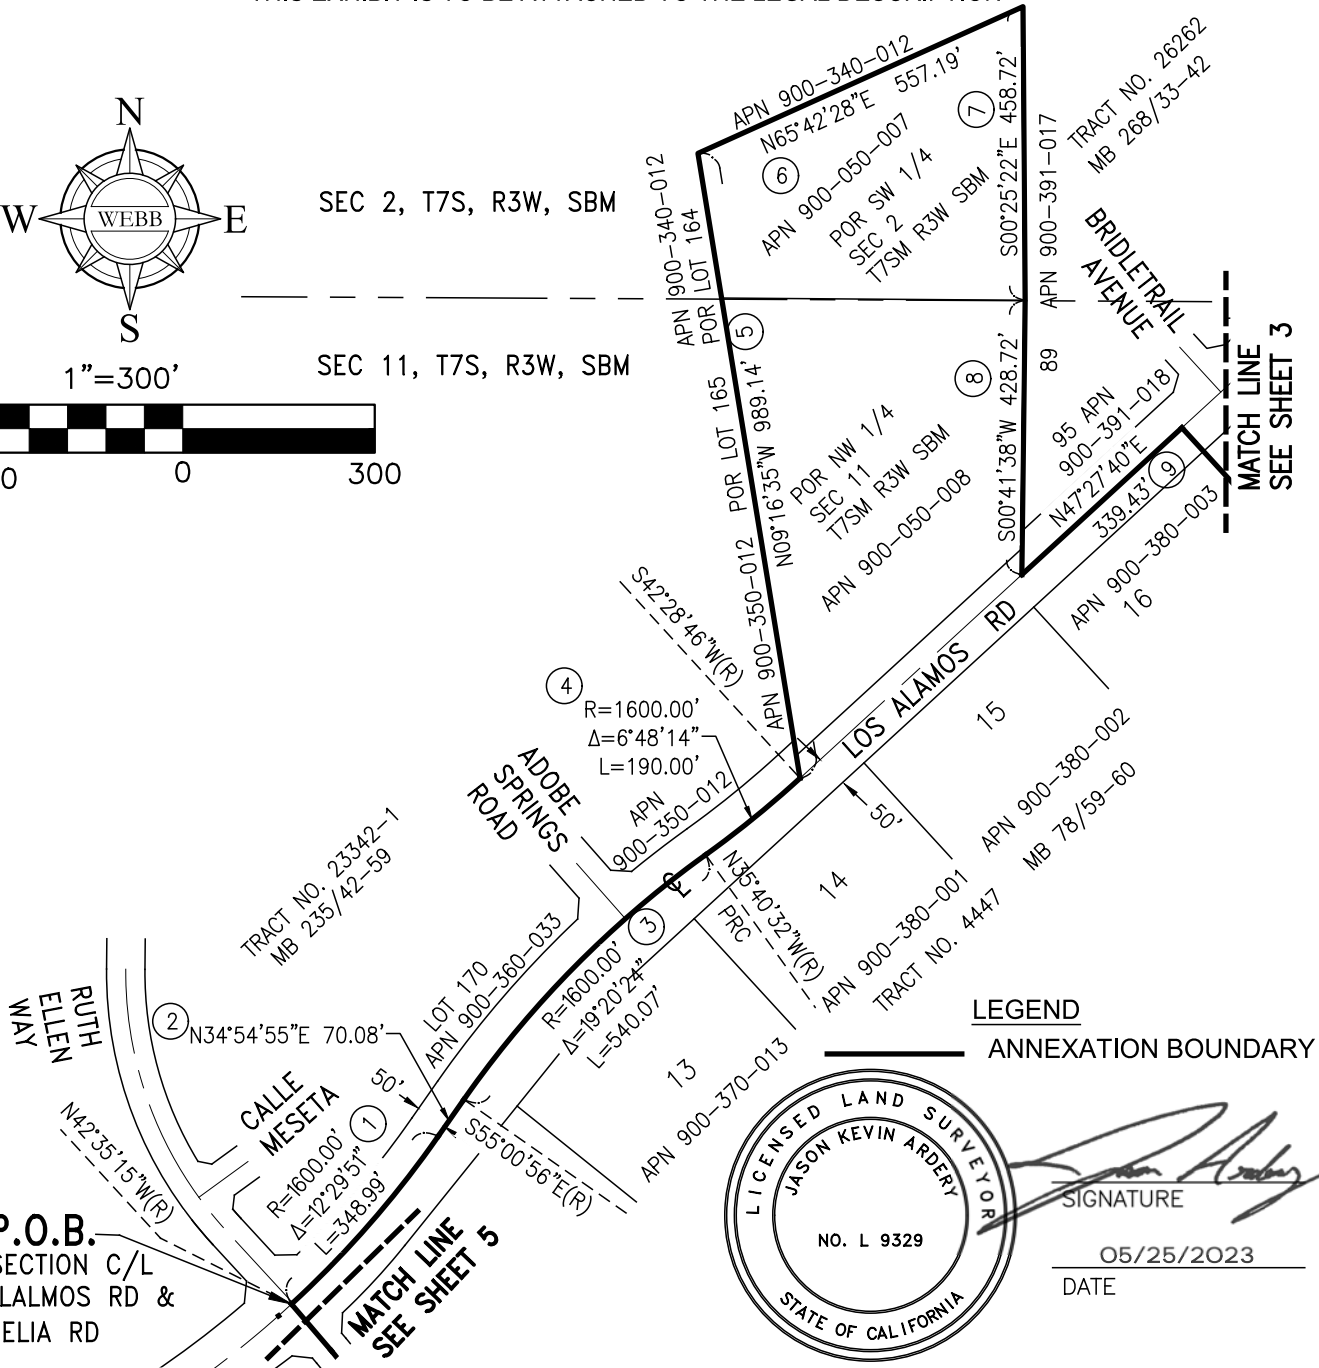 N
W
WEBB
E
S
1"=300'
0
300
SEC 2, T7S, R3W, SBM
SEC 11, T7S, R3W, SBM
APN 900-340-012
N65°42'28"E 557.19'
6
APN 900-050-007
POR SW 1/4
SEC 2
T7SM R3W SBM
7
S00°25'22"E 458.72'
APN 900-391-017
TRACT NO. 26262
MB 268/33-42
BRIDLETRAIL
AVENUE
MATCH LINE
SEE SHEET 3
APN 900-340-012
POR LOT 164
5
POR LOT 165
N09°16'35"W 989.14'
APN 900-350-012
POR NW 1/4
SEC 11
T7SM R3W SBM
APN 900-050-008
8
S00°41'38"W 428.72'
89
95 APN
900-391-018
N47°27'40"E
339.43'
9
APN 900-380-003
16
S42°28'46"W(R)
4
R=1600.00'
Δ=6°48'14"
L=190.00'
LOS ALAMOS RD
15
APN 900-380-002
MB 78/59-60
ADOBE
SPRINGS
ROAD
APN
900-350-012
50'
14
N35°40'32"W(R)
PRC
APN 900-380-001
TRACT NO. 4447
TRACT NO. 23342-1
MB 235/42-59
3
R=1600.00'
Δ=19°20'24"
L=540.07'
13
APN 900-370-013
LOT 170
APN 900-360-033
2
N34°54'55"E 70.08'
RUTH
ELLEN
WAY
CALLE
MESETA
50'
1
R=1600.00'
Δ=12°29'51"
L=348.99'
S55°00'56"E(R)
N42°35'15"W(R)
P.O.B.
SECTION C/L
LALMOS RD &
ELIA RD
MATCH LINE
SEE SHEET 5
LEGEND
ANNEXATION BOUNDARY
LICENSED LAND SURVEYOR
JASON KEVIN ARDERY
NO. L 9329
STATE OF CALIFORNIA
SIGNATURE
05/25/2023
DATE